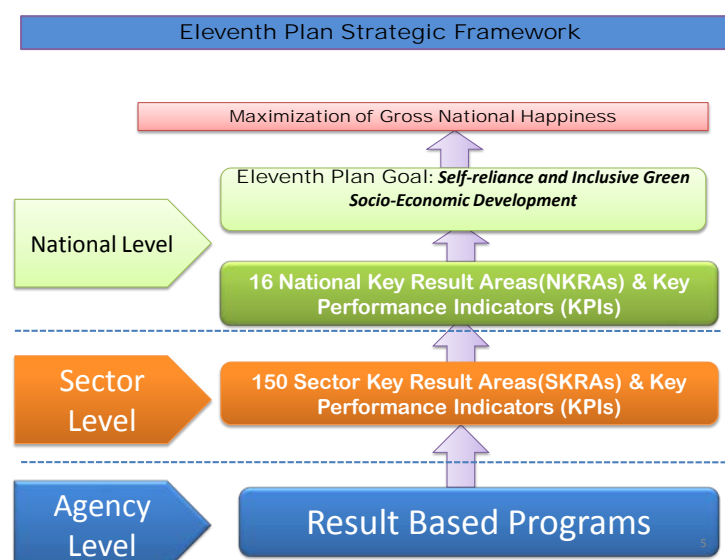 Eleventh Plan Strategic Framework
Maximization of Gross National Happiness
Eleventh Plan Goal: Self-reliance and Inclusive Green
Socio-Economic Development
National Level
16 National Key Result Areas(NKRAs) & Key
Performance Indicators (KPIs)
Sector
Level
150 Sector Key Result Areas(SKRAs) & Key
Performance Indicators (KPIs)
Agency
Level
Result Based Programs
5